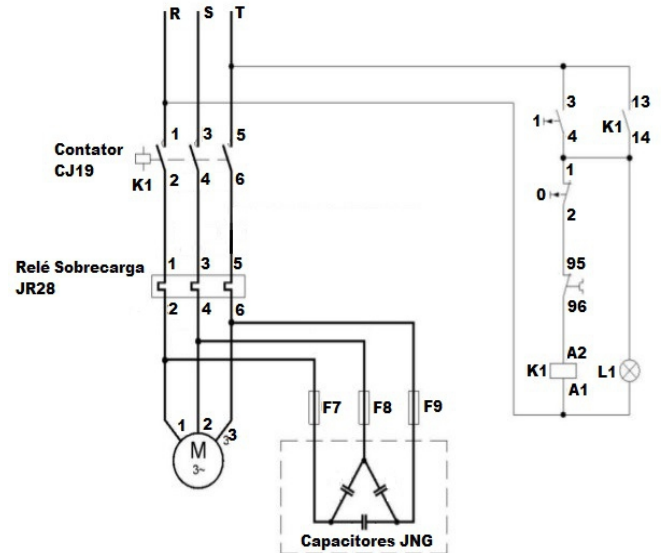 R S T
3 13
1 K1
4 14
1 3 5
Contator
CJ19
K1
2 4 6
1
0
2
Relé Sobrecarga
JR28
1 3 5
2 4 6
95
96
A2
K1 L1
A1
F7 F8 F9
1 2 3
3
M
3~
Capacitores JNG